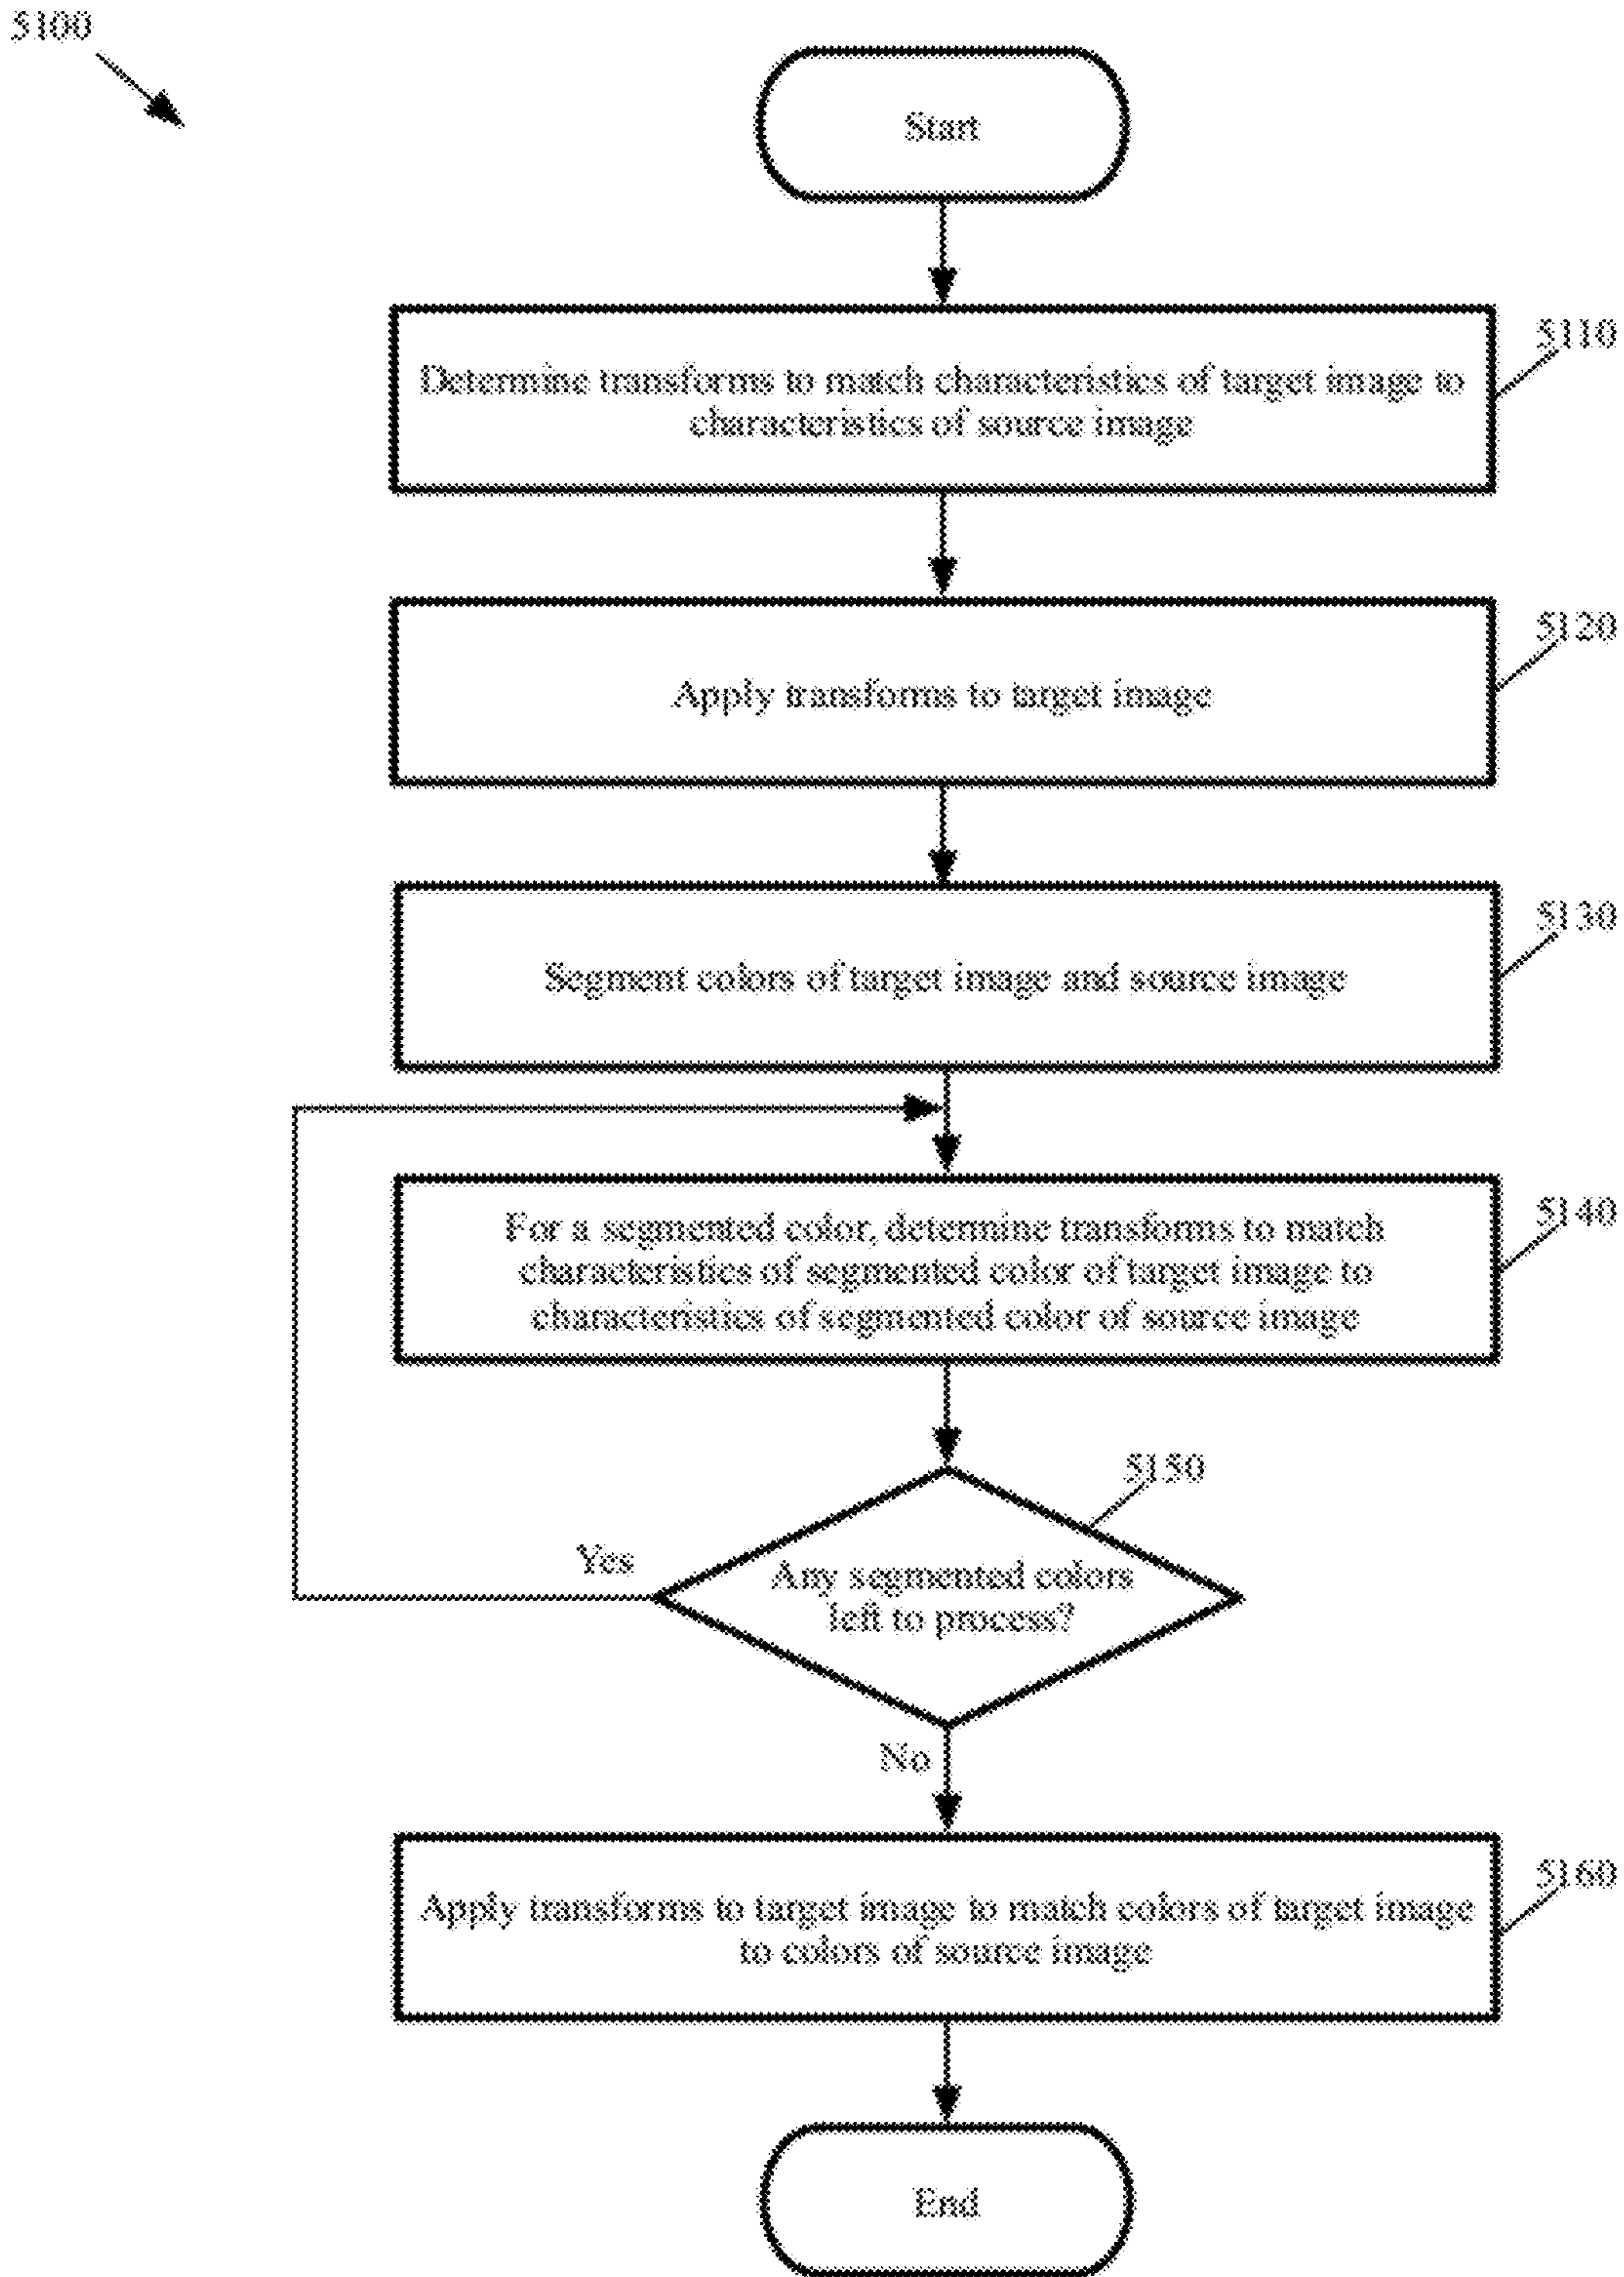 5100
Start
5110
Determine transforms to match characteristics of target image to
characteristics of source image
5120
Apply transforms to target image
5130
Segment colors of target image and source image
5140
For a segmented color, determine transforms to match
characteristics of segmented color of target image to
characteristics of segmented color of source image
5150
Yes
Any segmented colors
left to process?
No
5160
Apply transforms to target image to match colors of target image
to colors of source image
End